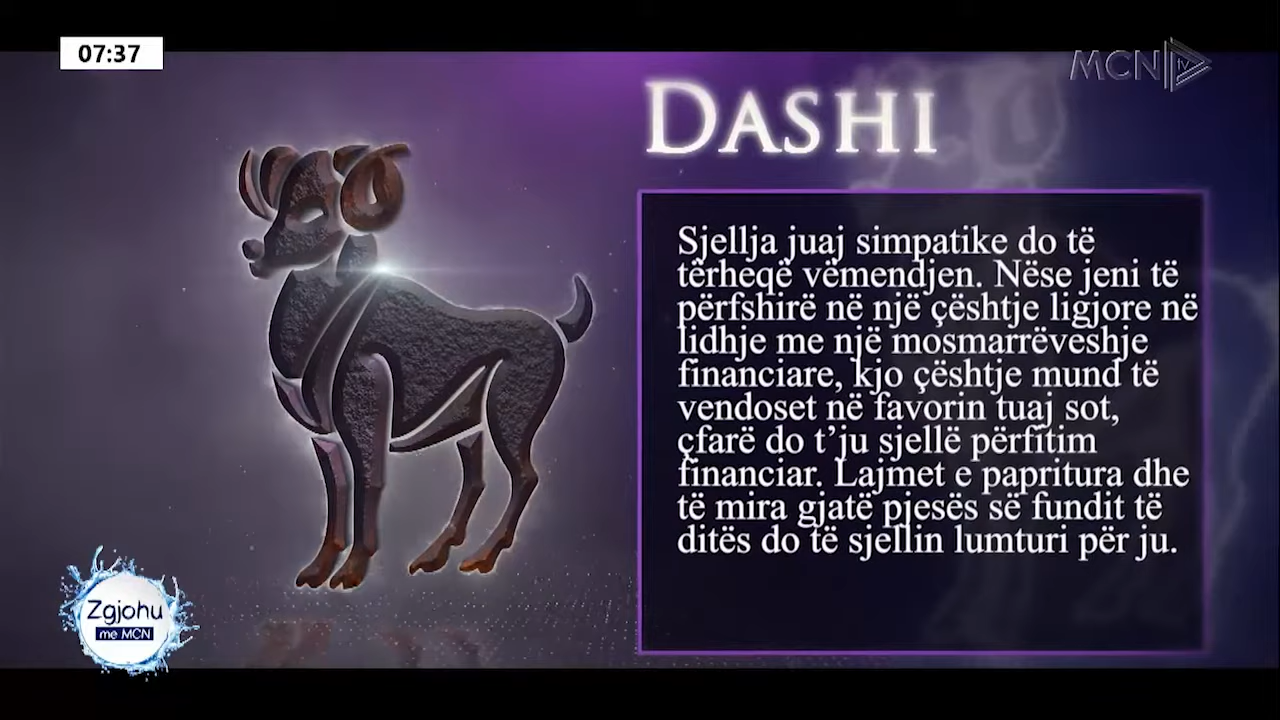 07:37
MCN TV
DASHI
Sjellja juaj simpatike do të
tërheqë vëmendjen. Nëse jeni të
përfshirë në një çështje ligjore në
lidhje me një mosmarrëveshje
financiare, kjo çështje mund të
vendoset në favorin tuaj sot,
çfarë do t’ju sjellë përfitim
financiar. Lajmet e papritura dhe
të mira gjatë pjesës së fundit të
ditës do të sjellin lumturi për ju.
Zgjohu
me MCN